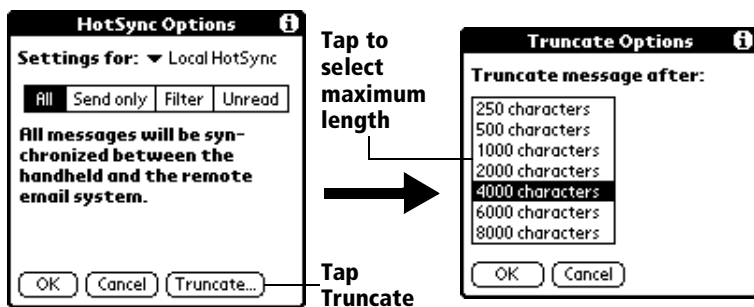 HotSync Options
Settings for: Local HotSync
All Send only Filter Unread
All messages will be syn-
chronized between the
handheld and the remote
email system.
OK Cancel Truncate...
Tap to
select
maximum
length
Tap
Truncate
Truncate Options
Truncate message after:
250 characters
500 characters
1000 characters
2000 characters
4000 characters
6000 characters
8000 characters
OK Cancel